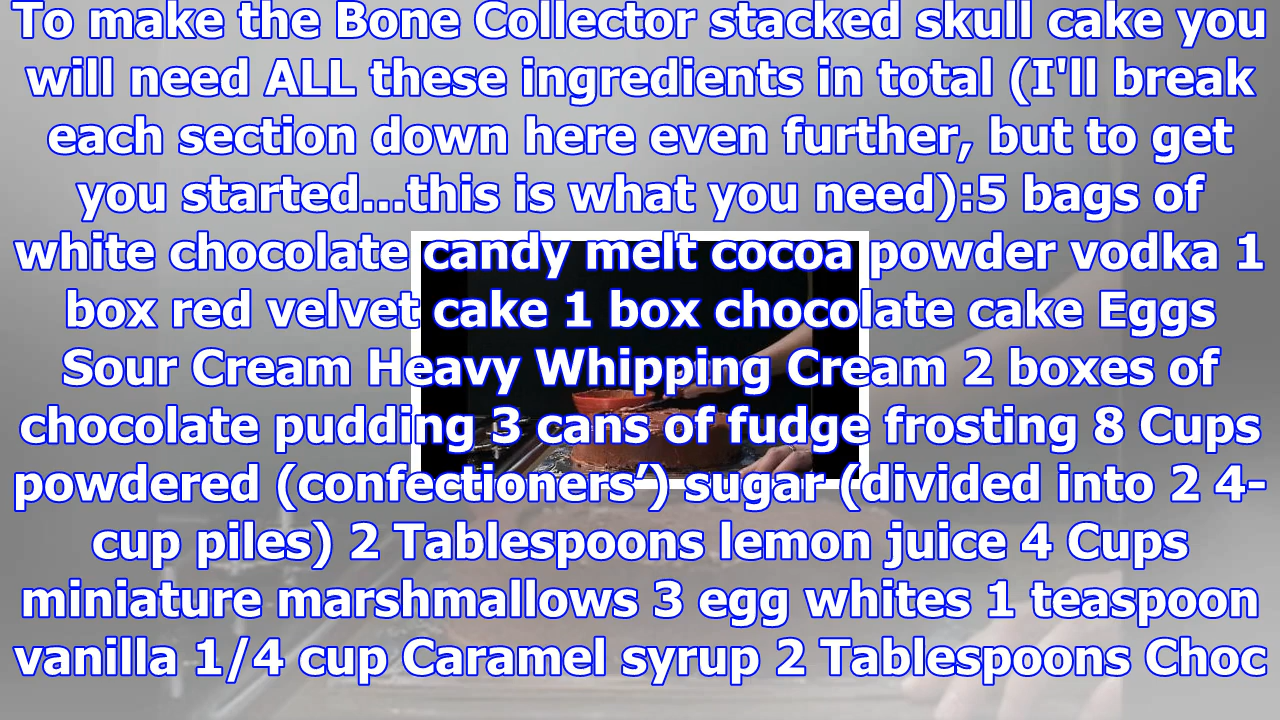 To make the Bone Collector stacked skull cake you
will need ALL these ingredients in total (I'll break
each section down here even further, but to get
you started...this is what you need):5 bags of
white chocolate candy melt cocoa powder vodka 1
box red velvet cake 1 box chocolate cake Eggs
Sour Cream Heavy Whipping Cream 2 boxes of
chocolate pudding 3 cans of fudge frosting 8 Cups
powdered (confectioners’) sugar (divided into 2 4-
cup piles) 2 Tablespoons lemon juice 4 Cups
miniature marshmallows 3 egg whites 1 teaspoon
vanilla 1/4 cup Caramel syrup 2 Tablespoons Choc